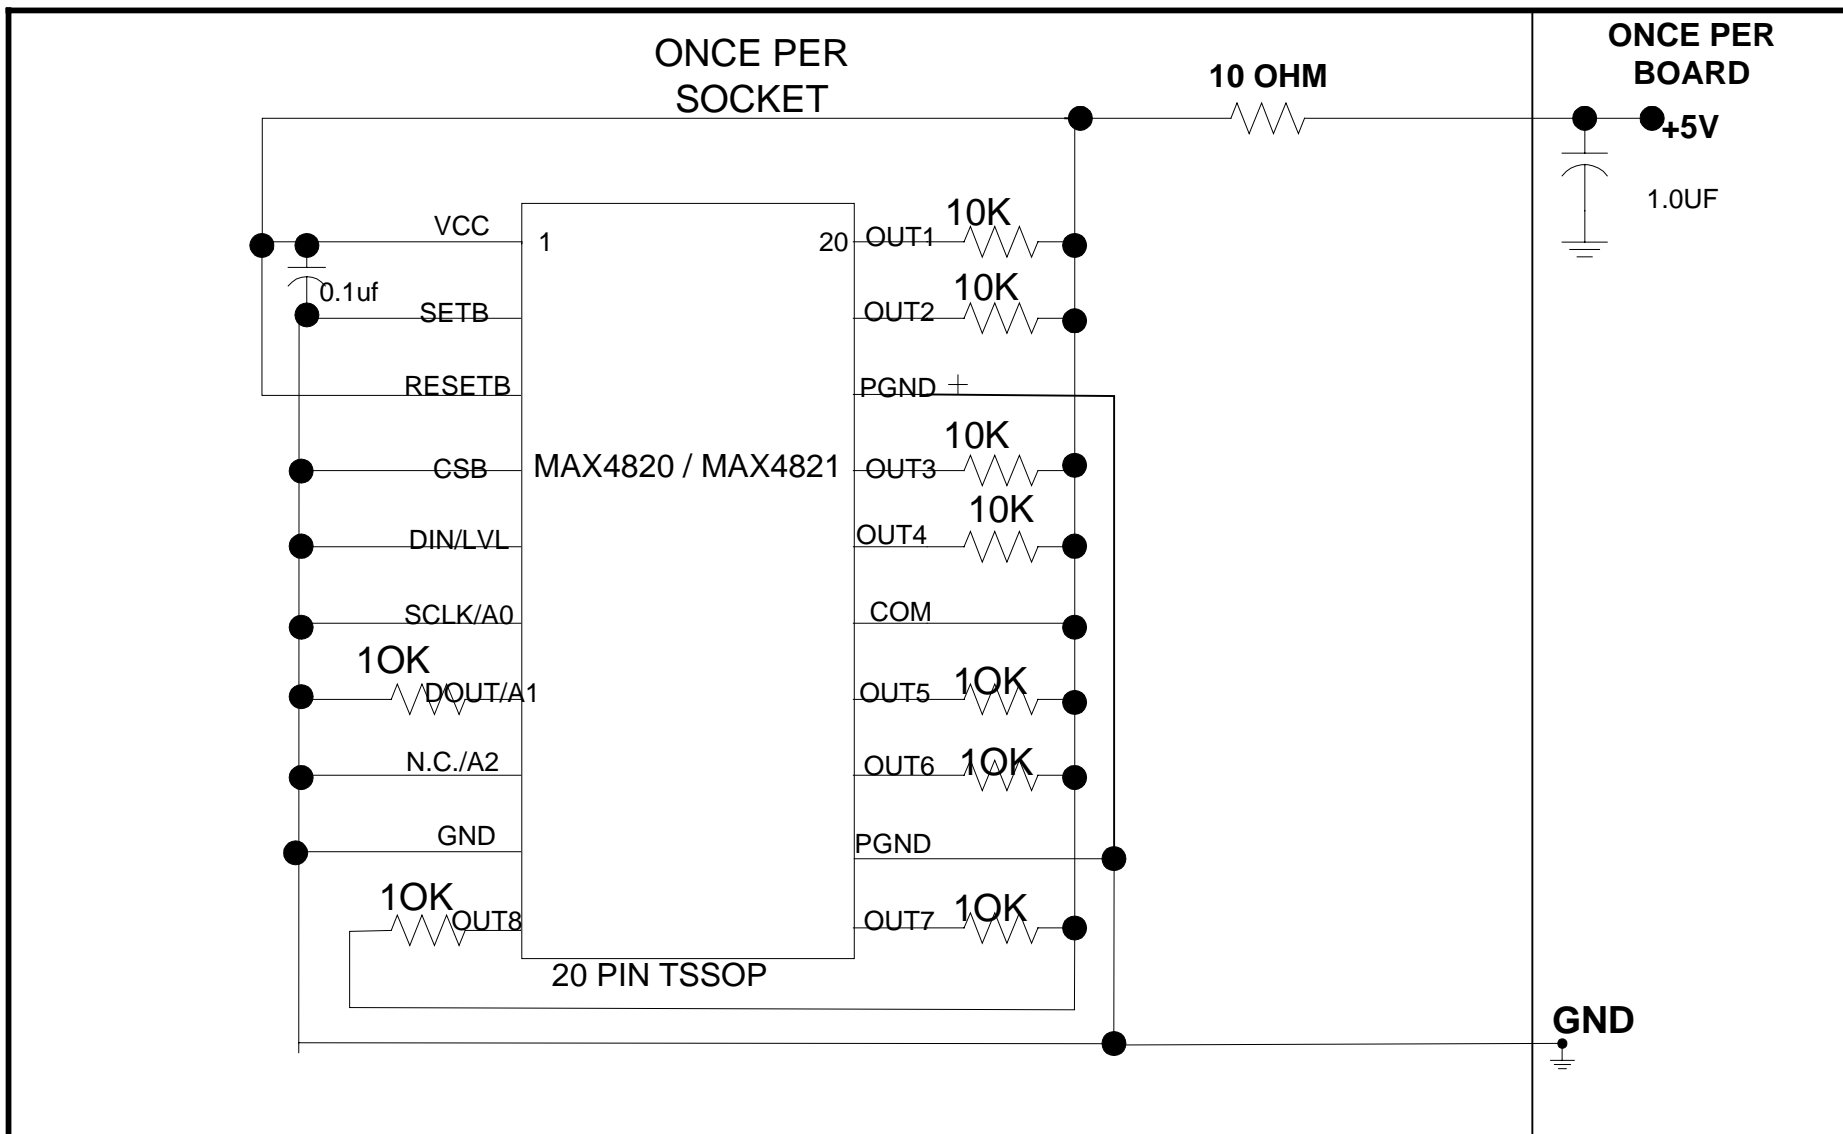 ONCE PER
SOCKET
10 OHM
ONCE PER
BOARD
+5V
1.0UF
VCC
1
20
OUT1
10K
0.1uf
SETB
OUT2
10K
RESETB
PGND
CSB
MAX4820 / MAX4821
OUT3
10K
DIN/LVL
OUT4
10K
SCLK/A0
COM
1OK
DOUT/A1
OUT5
1OK
N.C./A2
OUT6
1OK
GND
PGND
1OK
OUT8
OUT7
1OK
20 PIN TSSOP
GND